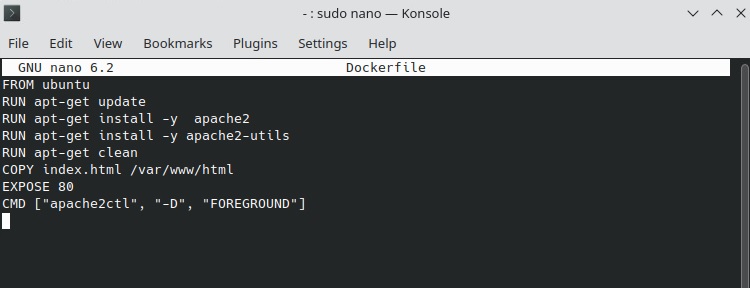 - : sudo nano — Konsole
File Edit View Bookmarks Plugins Settings Help
GNU nano 6.2 Dockerfile
FROM ubuntu
RUN apt-get update
RUN apt-get install -y  apache2
RUN apt-get install -y apache2-utils
RUN apt-get clean
COPY index.html /var/www/html
EXPOSE 80
CMD ["apache2ctl", "-D", "FOREGROUND"]